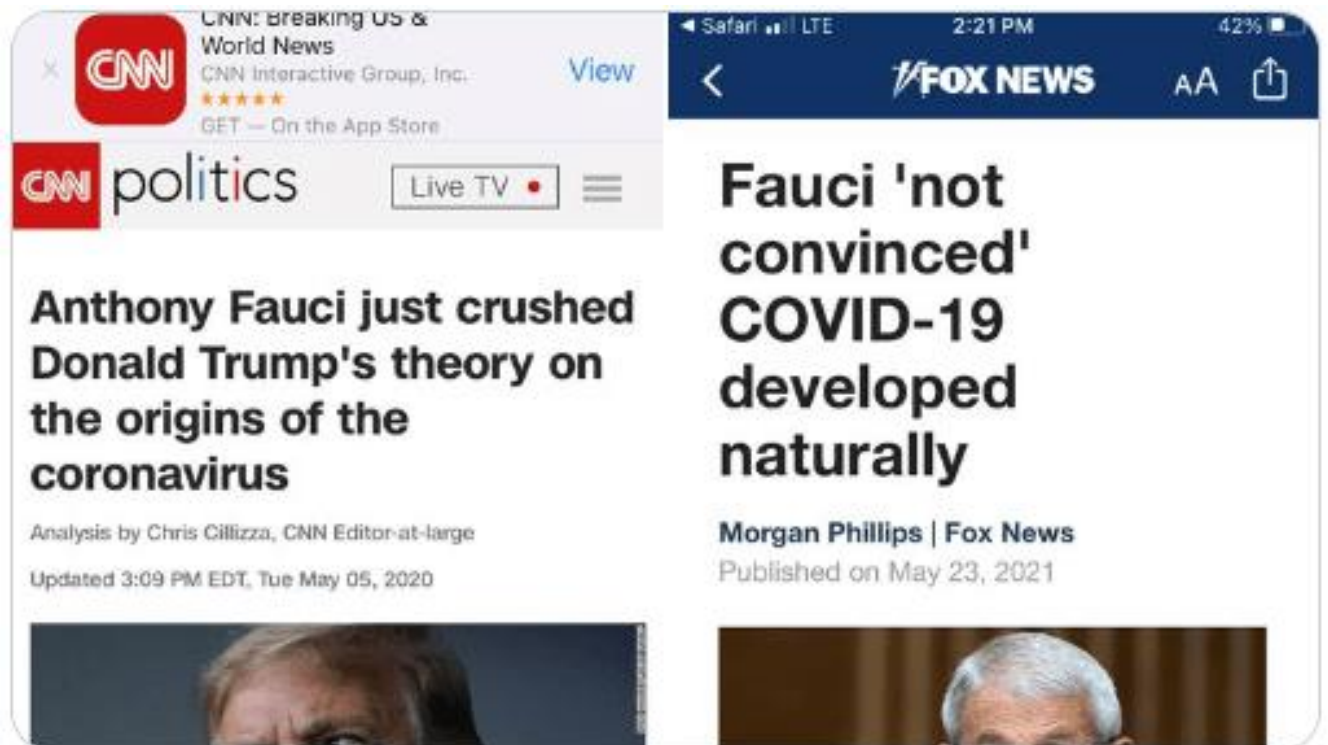 CNN: Breaking US &
World News
CNN Interactive Group, Inc.
★★★★★
GET — On the App Store
View
CNN
CNN politics
Live TV
Anthony Fauci just crushed
Donald Trump's theory on
the origins of the
coronavirus
Analysis by Chris Cillizza, CNN Editor-at-large
Updated 3:09 PM EDT, Tue May 05, 2020
Safari LTE 2:21 PM 42%
FOX NEWS AA
Fauci 'not
convinced'
COVID-19
developed
naturally
Morgan Phillips | Fox News
Published on May 23, 2021